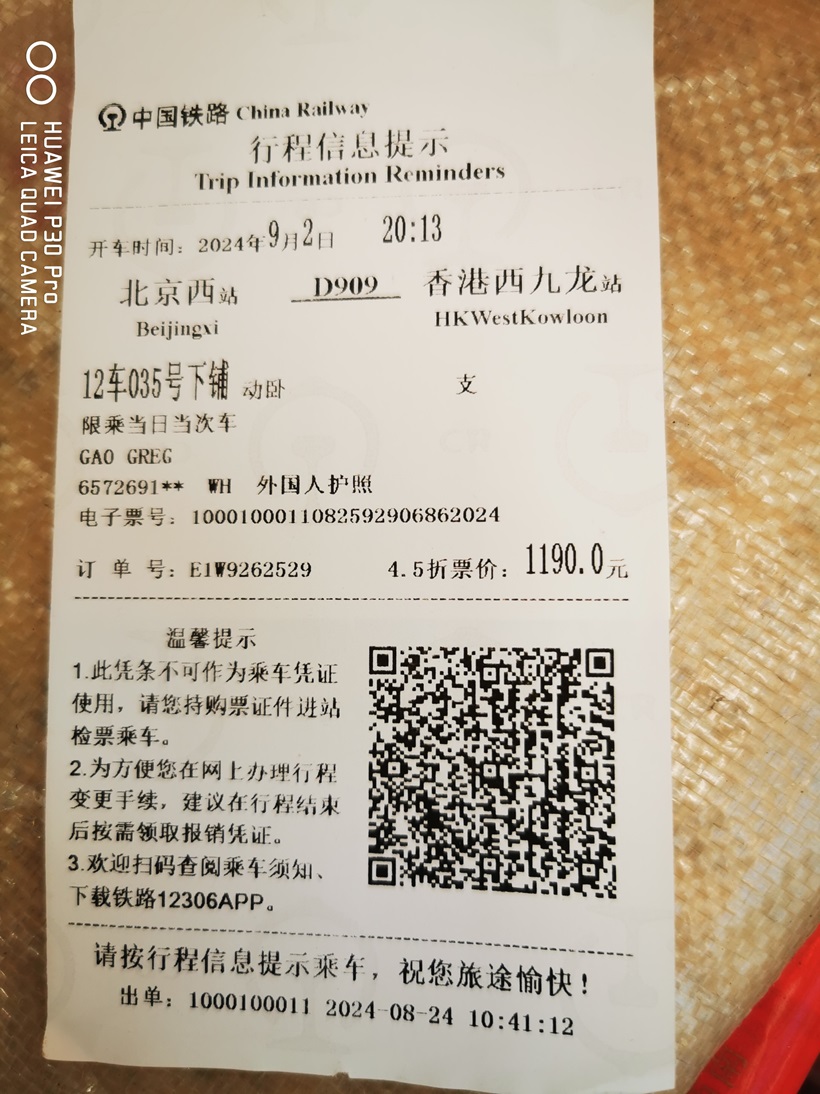 HUAWEI P30 Pro
LEICA QUAD CAMERA
中国铁路 China Railway
行程信息提示
Trip Information Reminders
开车时间：2024年9月2日 20:13
北京西站 D909 香港西九龙站
Beijingxi HKWestKowloon
12车035号下铺 动卧 支
限乘当日当次车
GAO GREG
6572691** WH 外国人护照
电子票号：1000100011082592906862024
订 单 号：E1W9262529 4.5折票价：1190.0元
温馨提示
1.此凭条不可作为乘车凭证
使用，请您持购票证件进站
检票乘车。
2.为方便您在网上办理行程
变更手续，建议在行程结束
后按需领取报销凭证。
3.欢迎扫码查阅乘车须知、
下载铁路12306APP。
请按行程信息提示乘车，祝您旅途愉快！
出单：1000100011 2024-08-24 10:41:12